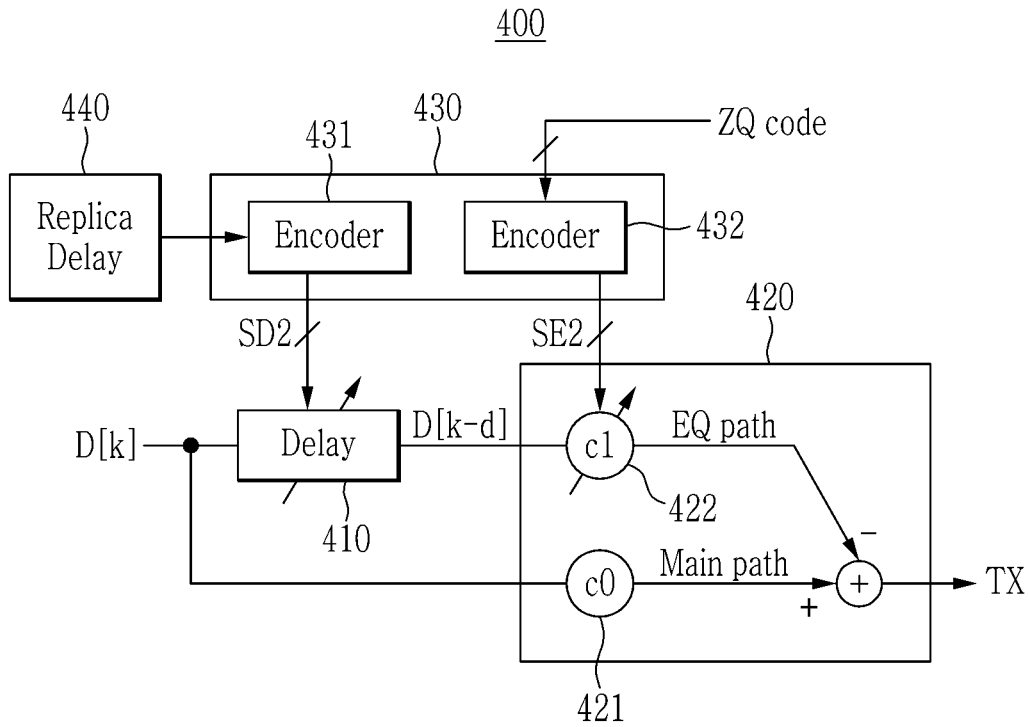 400
440
430
431
ZQ code
Replica
Delay
Encoder
Encoder
432
SD2
SE2
420
D[k]
Delay
D[k-d]
c1
EQ path
410
422
−
c0
Main path
+
+
TX
421